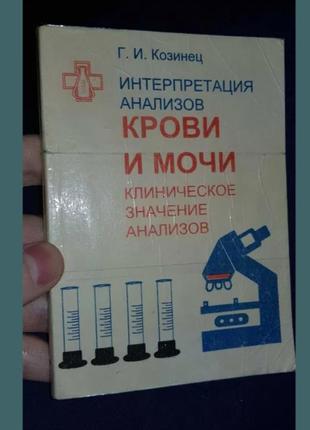 Г. И. Козинец
ИНТЕРПРЕТАЦИЯ
АНАЛИЗОВ
КРОВИ
И МОЧИ
КЛИНИЧЕСКОЕ
ЗНАЧЕНИЕ
АНАЛИЗОВ